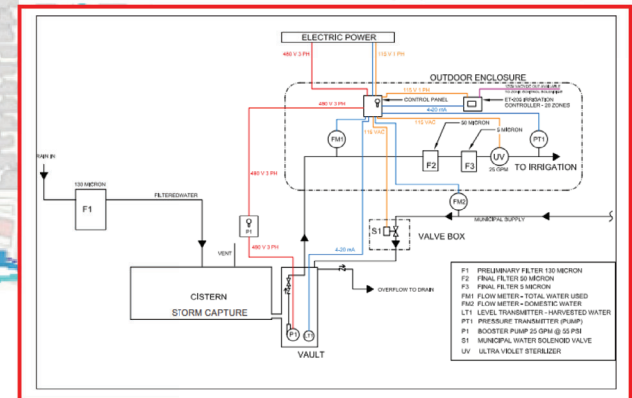 ELECTRIC POWER
480 V 3 PH
115 V 1 PH
OUTDOOR ENCLOSURE
115 V 1 PH
480 V 3 PH
CONTROL PANEL
4-20 mA
ET-20S IRRIGATION
CONTROLLER - 20 ZONES
115 VAC
115 VAC
50 MICRON
5 MICRON
FM1
PT1
F2
F3
UV
25 GPM
TO IRRIGATION
RAIN IN
130 MICRON
F1
FILTEREDWATER
FM2
MUNICIPAL SUPPLY
P1
S1
VALVE BOX
480 V 3 PH
4-20 mA
VENT
CISTERN
STORM CAPTURE
OVERFLOW TO DRAIN
P1
LT1
VAULT
F1 PRELIMINARY FILTER 130 MICRON
F2 FINAL FILTER 50 MICRON
F3 FINAL FILTER 5 MICRON
FM1 FLOW METER - TOTAL WATER USED
FM2 FLOW METER - DOMESTIC WATER
LT1 LEVEL TRANSMITTER - HARVESTED WATER
PT1 PRESSURE TRANSMITTER (PUMP)
P1 BOOSTER PUMP 25 GPM @ 55 PSI
S1 MUNICIPAL WATER SOLENOID VALVE
UV ULTRA VIOLET STERILIZER